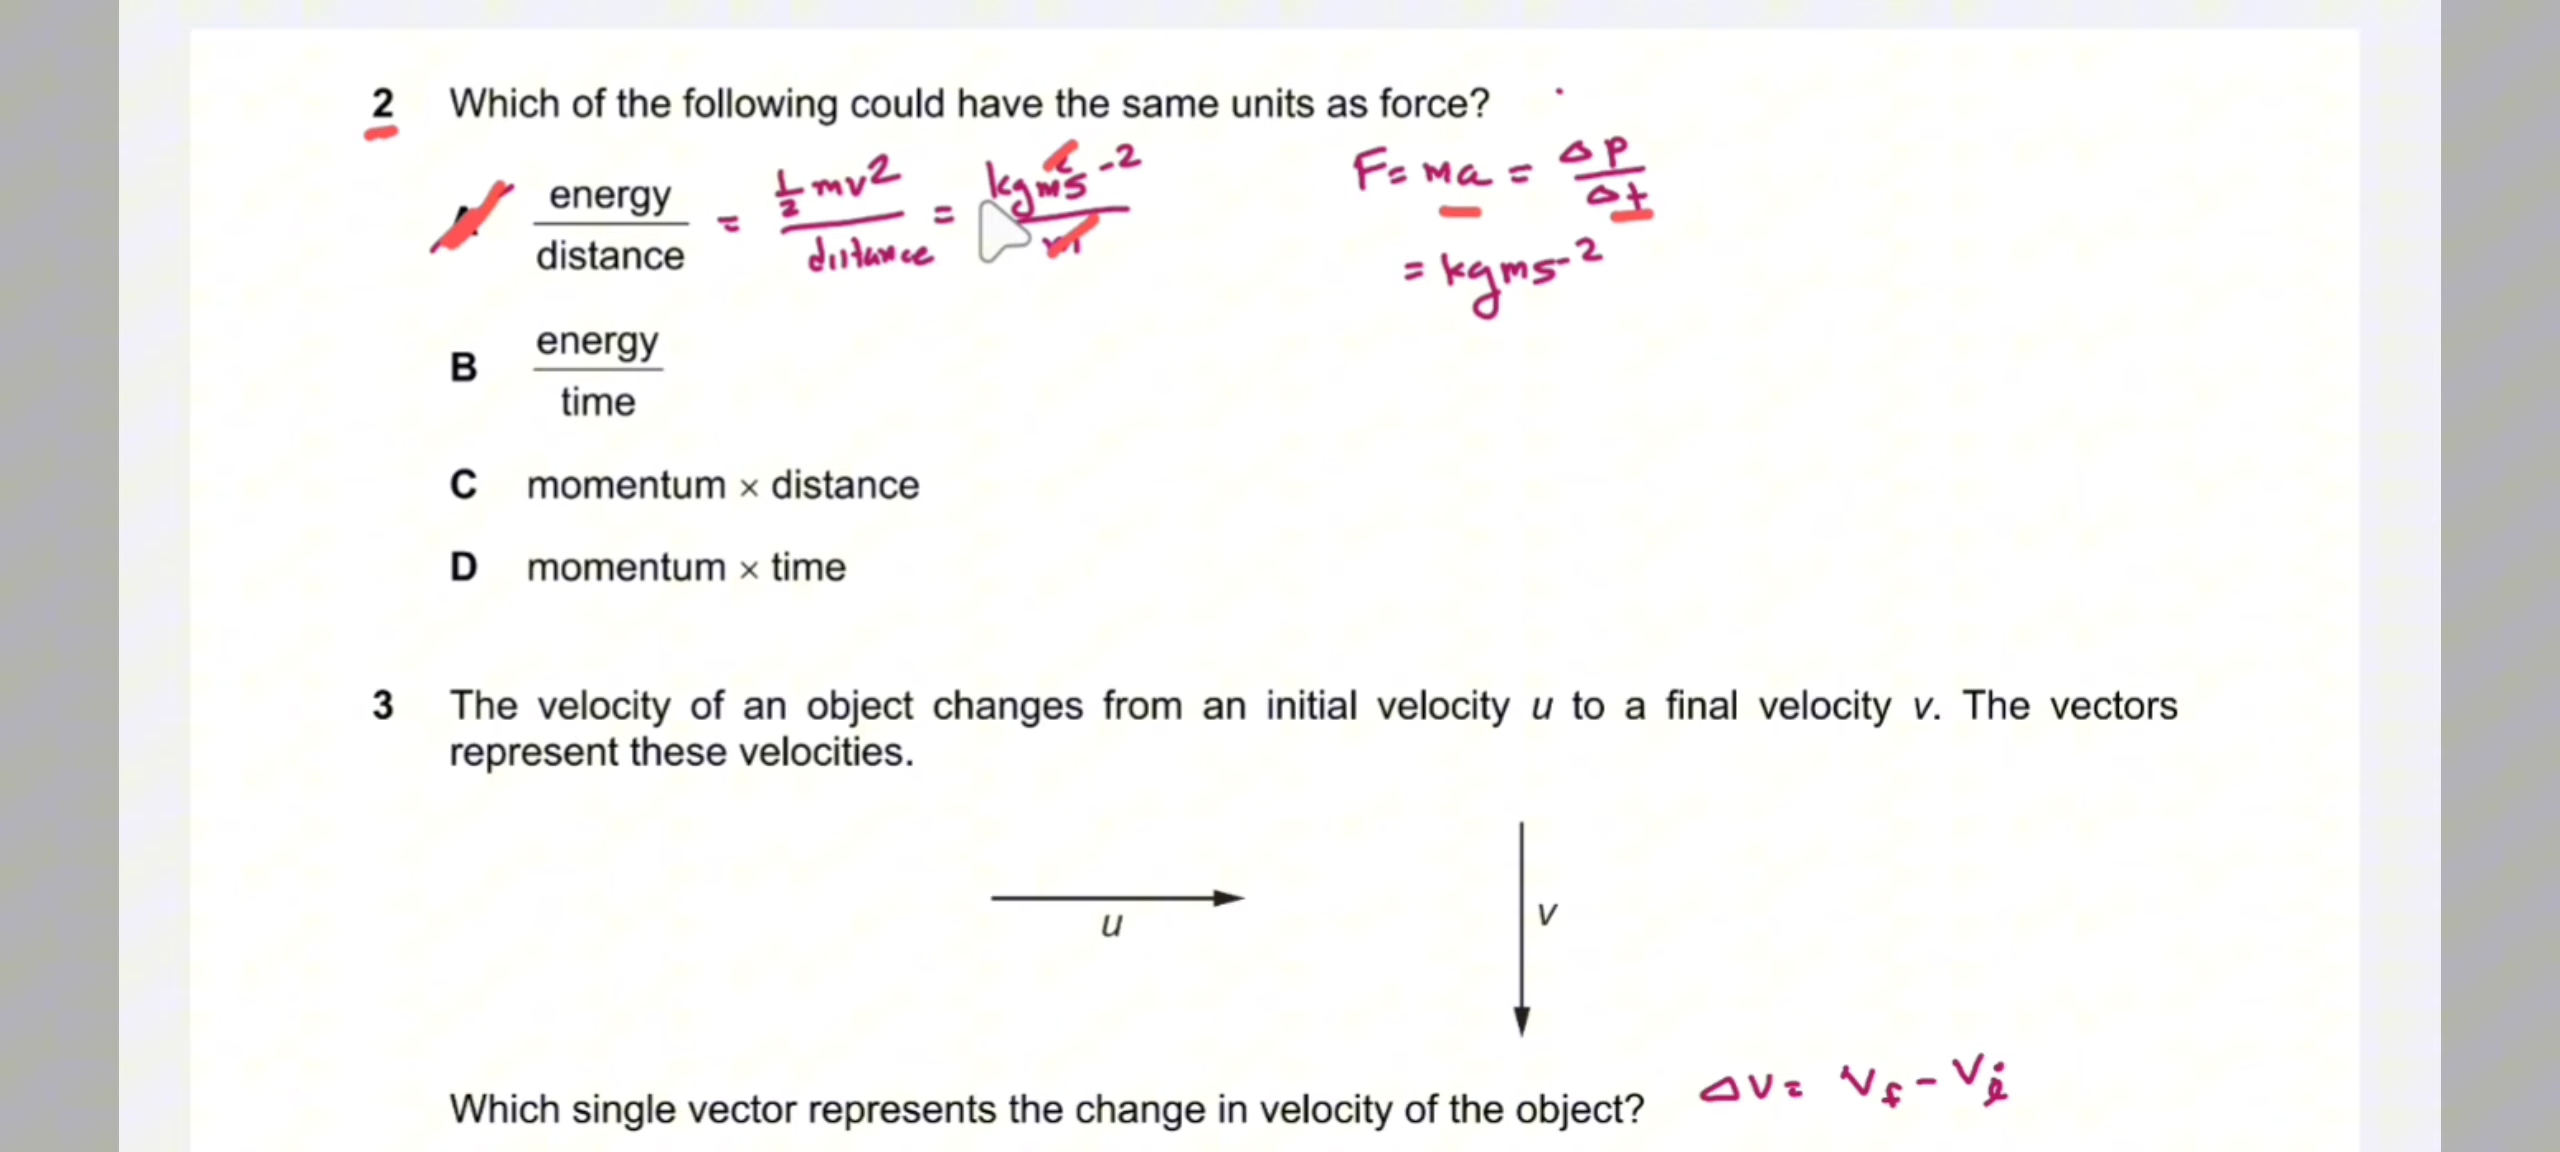 2 Which of the following could have the same units as force?
F = ma = Δp/Δt
= kgms⁻²
A energy/distance = ½mv²/distance = kgm²s⁻²/m
B energy/time
C momentum × distance
D momentum × time
3 The velocity of an object changes from an initial velocity u to a final velocity v. The vectors
represent these velocities.
u
v
Which single vector represents the change in velocity of the object? ΔV = Vf - Vi